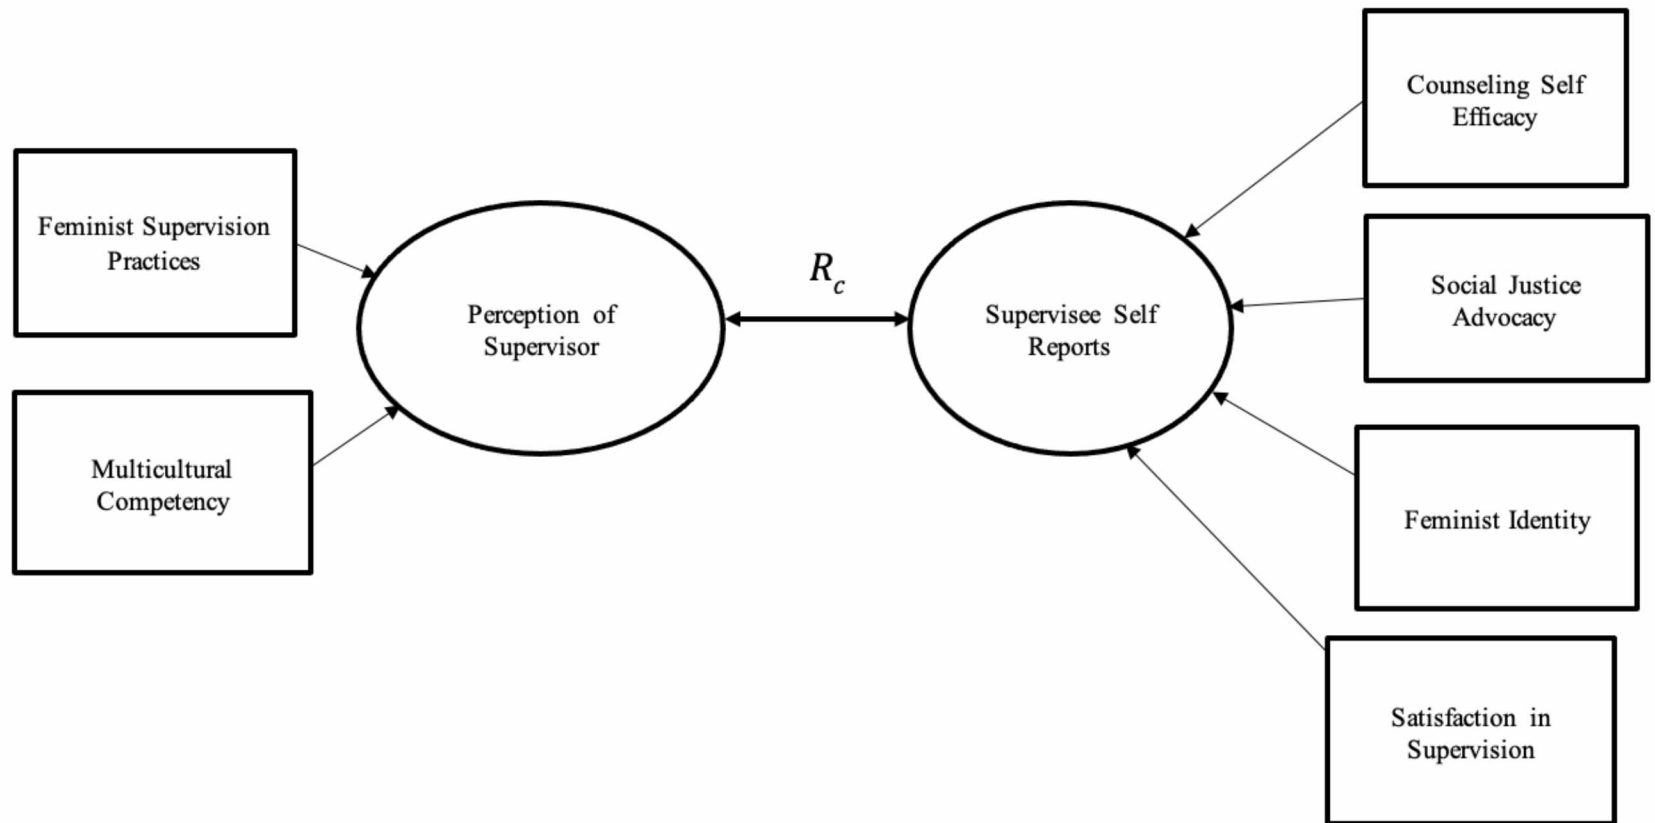 Feminist Supervision
Practices
Multicultural
Competency
Perception of
Supervisor
R_c
Supervisee Self
Reports
Counseling Self
Efficacy
Social Justice
Advocacy
Feminist Identity
Satisfaction in
Supervision